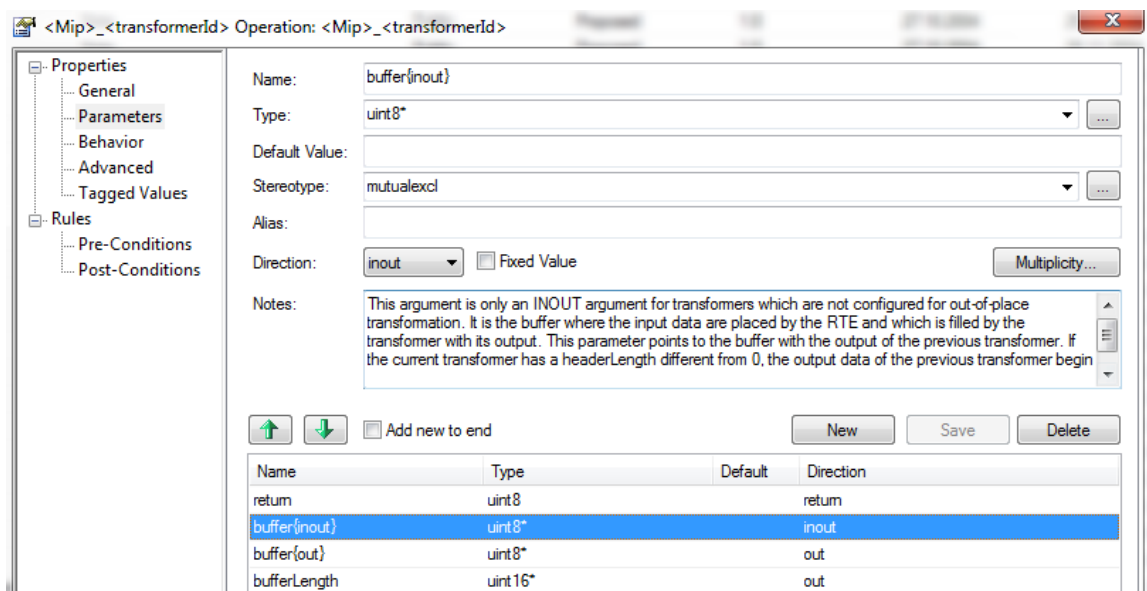 <Mip>_<transformerId> Operation: <Mip>_<transformerId>
Properties
General
Parameters
Behavior
Advanced
Tagged Values
Rules
Pre-Conditions
Post-Conditions
Name: buffer{inout}
Type: uint8*
...
Default Value:
Stereotype: mutualexcl
...
Alias:
Direction: inout Fixed Value Multiplicity...
Notes: This argument is only an INOUT argument for transformers which are not configured for out-of-place
transformation. It is the buffer where the input data are placed by the RTE and which is filled by the
transformer with its output. This parameter points to the buffer with the output of the previous transformer. If
the current transformer has a headerLength different from 0, the output data of the previous transformer begin
Add new to end New Save Delete
Name Type Default Direction
return uint8 return
buffer{inout} uint8* inout
buffer{out} uint8* out
bufferLength uint16* out